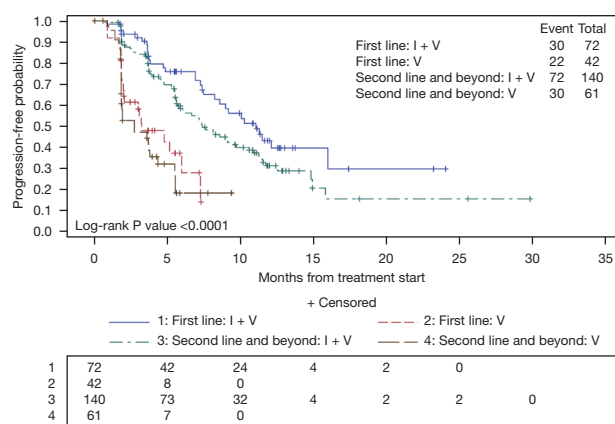 Event Total
First line: I + V 30 72
First line: V 22 42
Second line and beyond: I + V 72 140
Second line and beyond: V 30 61
Progression-free probability
1.0
0.9
0.8
0.7
0.6
0.5
0.4
0.3
0.2
0.1
0.0
Log-rank P value <0.0001
0 5 10 15 20 25 30 35
Months from treatment start
+ Censored
1: First line: I + V 2: First line: V
3: Second line and beyond: I + V 4: Second line and beyond: V
1 72 42 24 4 2 0
2 42 8 0
3 140 73 32 4 2 2 0
4 61 7 0